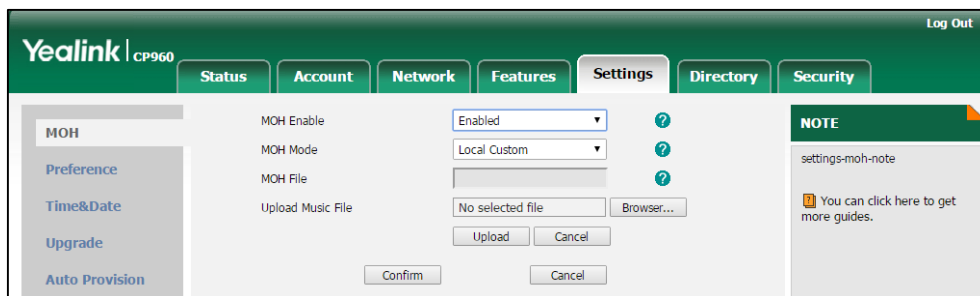 Log Out
Yealink | CP960
Status Account Network Features Settings Directory Security
MOH
Preference
Time&Date
Upgrade
Auto Provision
MOH Enable Enabled ?
MOH Mode Local Custom ?
MOH File ?
Upload Music File No selected file Browser...
Upload Cancel
Confirm Cancel
NOTE
settings-moh-note
? You can click here to get
more guides.